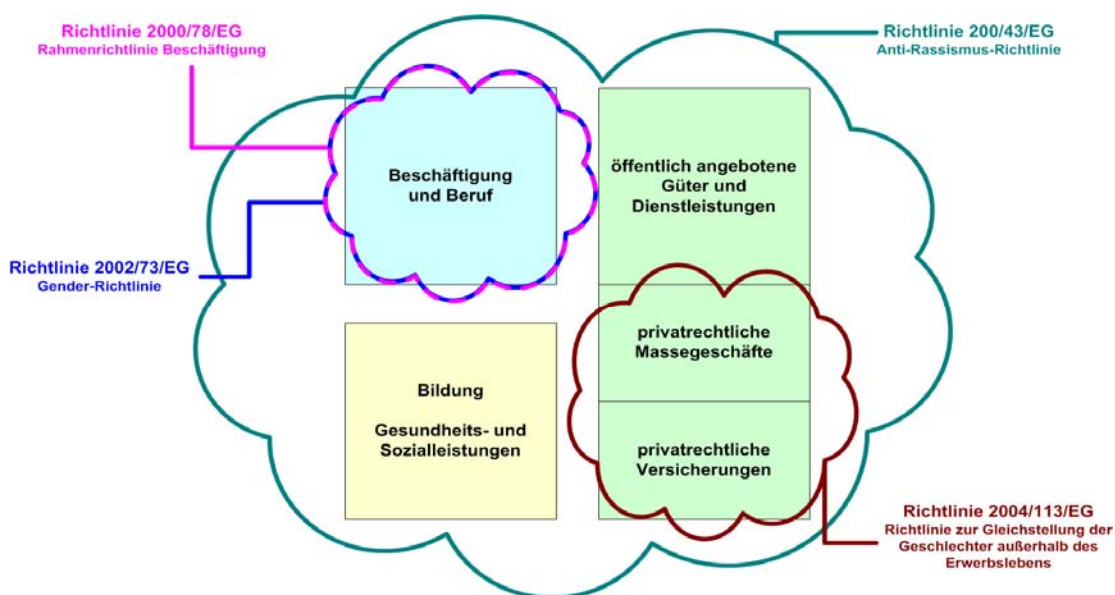 Richtlinie 2000/78/EG
Rahmenrichtlinie Beschäftigung
Richtlinie 200/43/EG
Anti-Rassismus-Richtlinie
Beschäftigung
und Beruf
öffentlich angebotene
Güter und
Dienstleistungen
Richtlinie 2002/73/EG
Gender-Richtlinie
privatrechtliche
Massegeschäfte
Bildung
Gesundheits- und
Sozialleistungen
privatrechtliche
Versicherungen
Richtlinie 2004/113/EG
Richtlinie zur Gleichstellung der
Geschlechter außerhalb des
Erwerbslebens